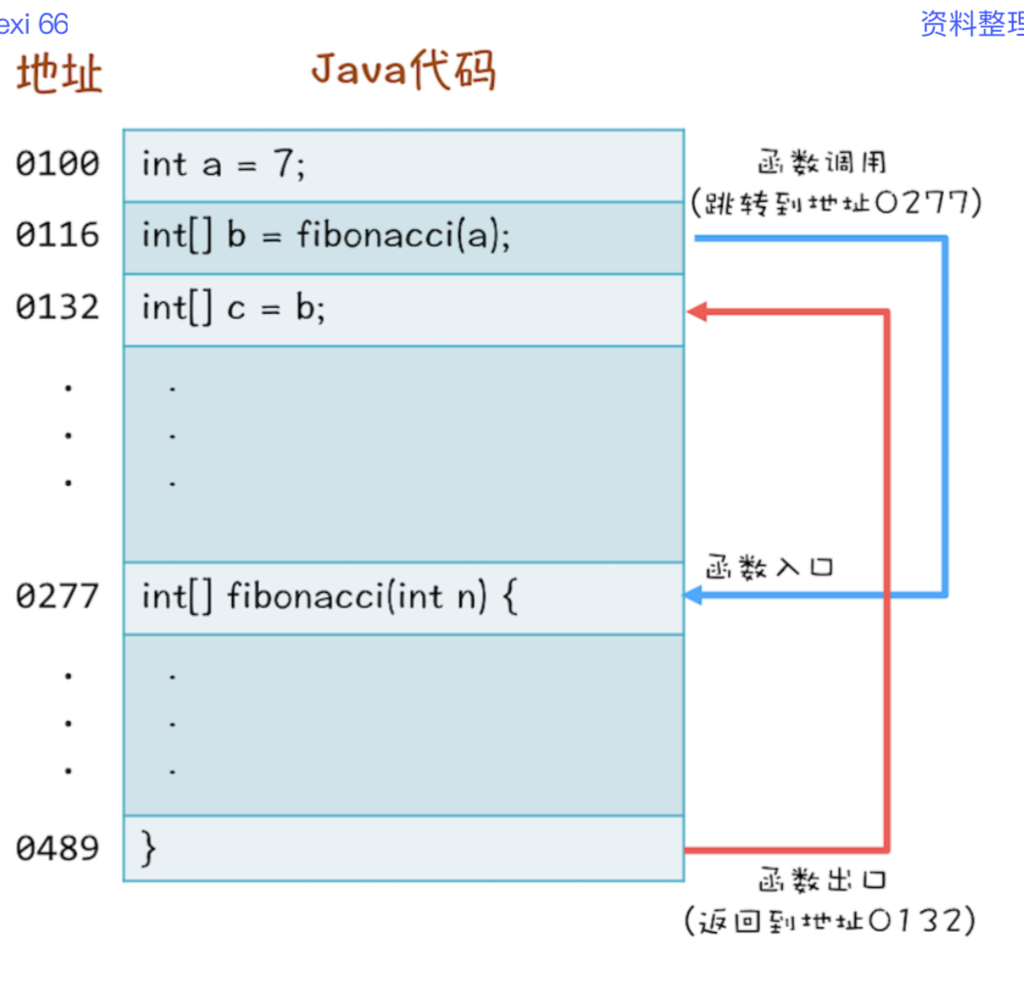 exi 66
资料整理
地址 Java代码
0100 int a = 7;
函数调用
(跳转到地址0277)
0116 int[] b = fibonacci(a);
0132 int[] c = b;
. .
. .
. .
函数入口
0277 int[] fibonacci(int n) {
. .
. .
. .
0489 }
函数出口
(返回到地址0132)